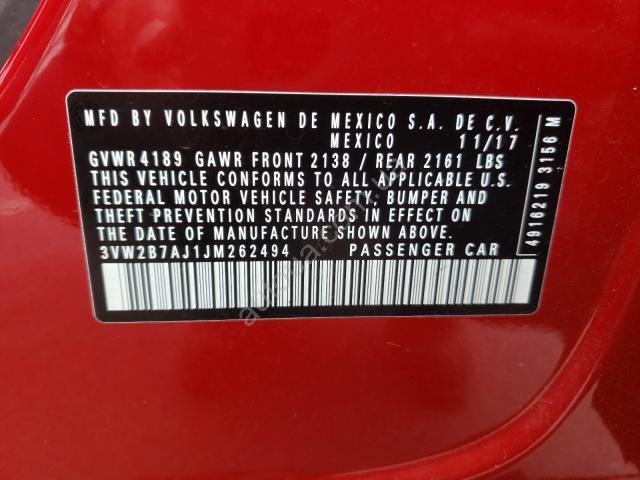 MFD BY VOLKSWAGEN DE MEXICO S.A. DE C.V.
MEXICO 11/17
GVWR 4189 GAWR FRONT 2138 / REAR 2161 LBS
THIS VEHICLE CONFORMS TO ALL APPLICABLE U.S.
FEDERAL MOTOR VEHICLE SAFETY, BUMPER AND
THEFT PREVENTION STANDARDS IN EFFECT ON
THE DATE OF MANUFACTURE SHOWN ABOVE.
3VW2B7AJ1JM262494 PASSENGER CAR
4916219 3156 M